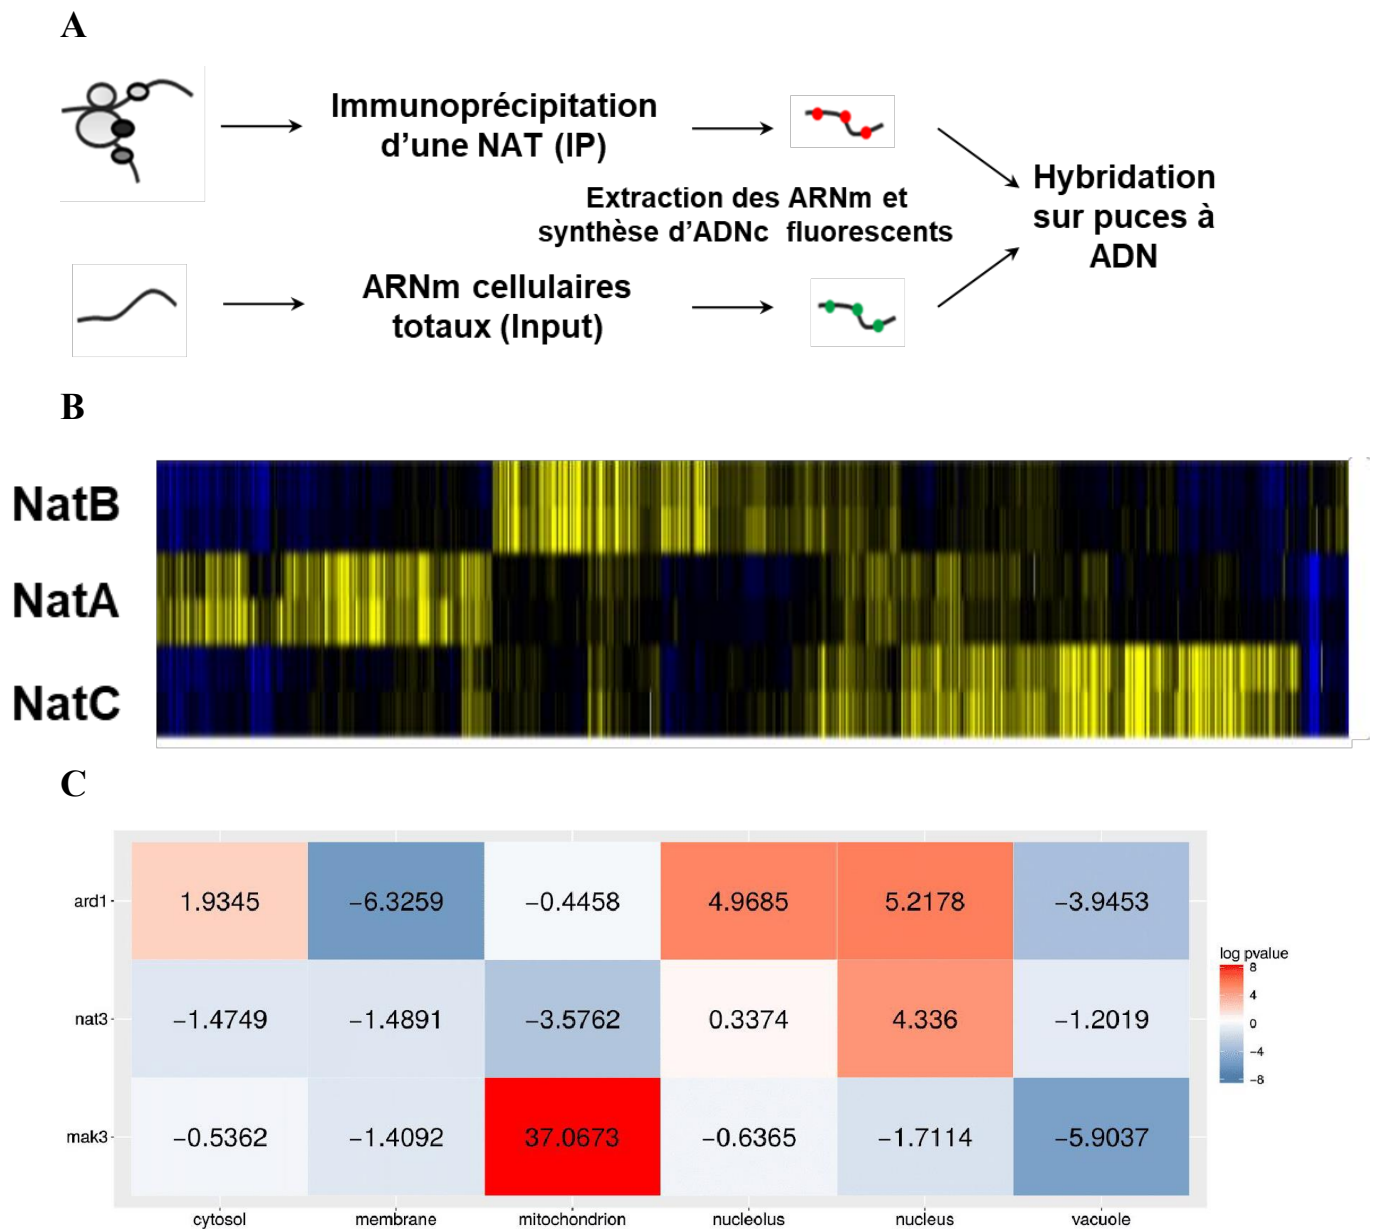 A
Immunoprécipitation
d'une NAT (IP)
Extraction des ARNm et
synthèse d'ADNc fluorescents
ARNm cellulaires
totaux (Input)
Hybridation
sur puces à
ADN
B
NatB
NatA
NatC
C
ard1 1.9345 −6.3259 −0.4458 4.9685 5.2178 −3.9453
nat3 −1.4749 −1.4891 −3.5762 0.3374 4.336 −1.2019
mak3 −0.5362 −1.4092 37.0673 −0.6365 −1.7114 −5.9037
cytosol membrane mitochondrion nucleolus nucleus vacuole
log pvalue
8
4
0
−4
−8